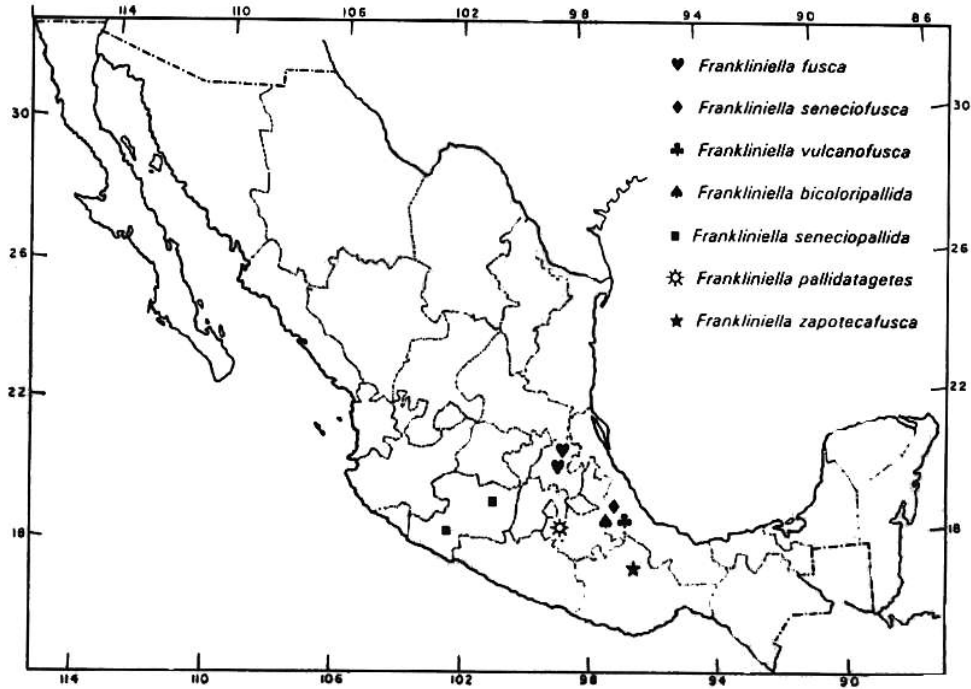 114 110 106 102 98 94 90 86
Frankliniella fusca
30 30
Frankliniella seneciofusca
Frankliniella vulcanofusca
Frankliniella bicoloripallida
Frankliniella seneciopallida
26 26
Frankliniella pallidatagetes
Frankliniella zapotecafusca
22 22
18 18
114 110 106 102 98 94 90